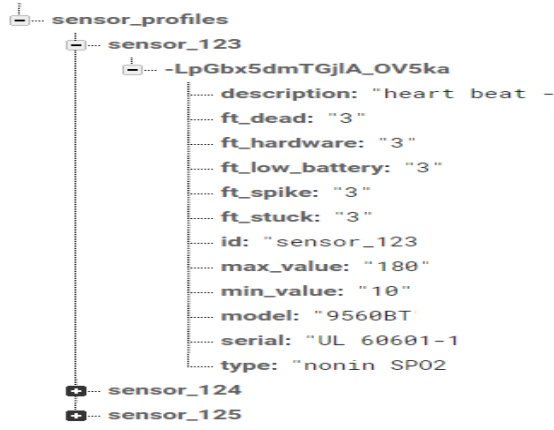 sensor_profiles
sensor_123
-LpGbx5dmTGjlA_OV5ka
description: "heart beat -
ft_dead: "3"
ft_hardware: "3"
ft_low_battery: "3"
ft_spike: "3"
ft_stuck: "3"
id: "sensor_123
max_value: "180"
min_value: "10"
model: "9560BT
serial: "UL 60601-1
type: "nonin SPO2
sensor_124
sensor_125